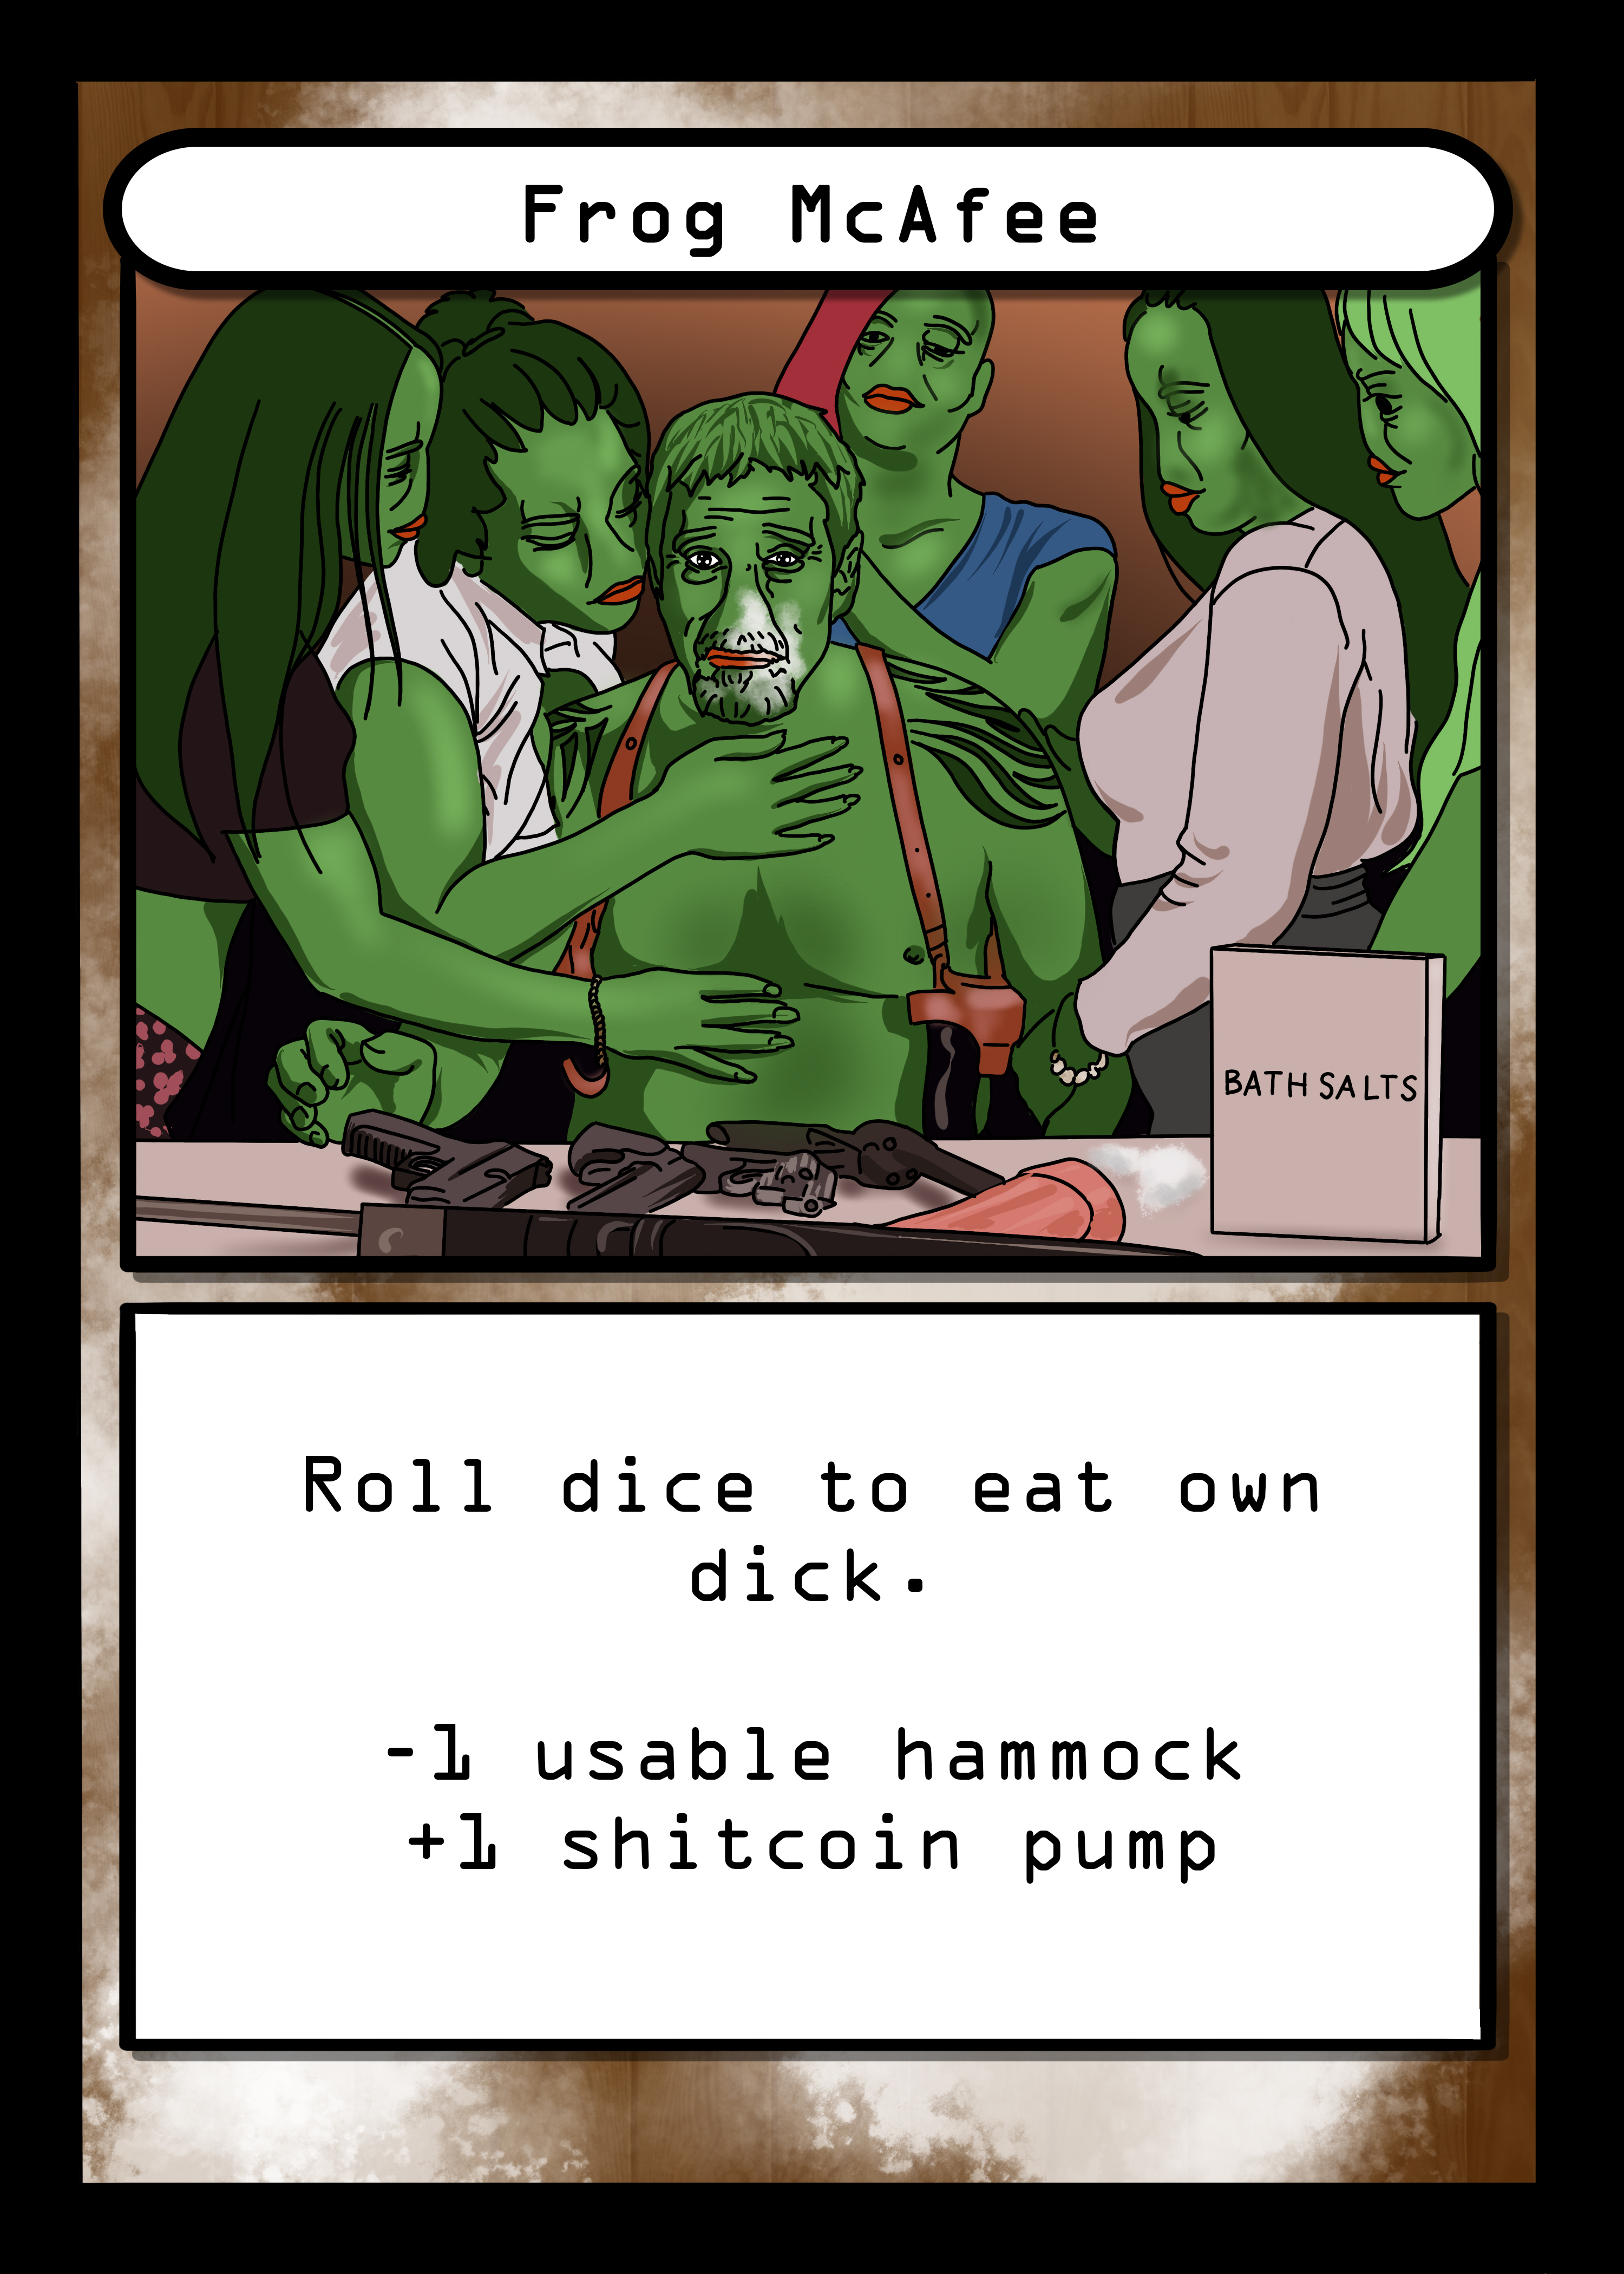 Frog McAfee
BATH SALTS
Roll dice to eat own
dick.
-1 usable hammock
+1 shitcoin pump